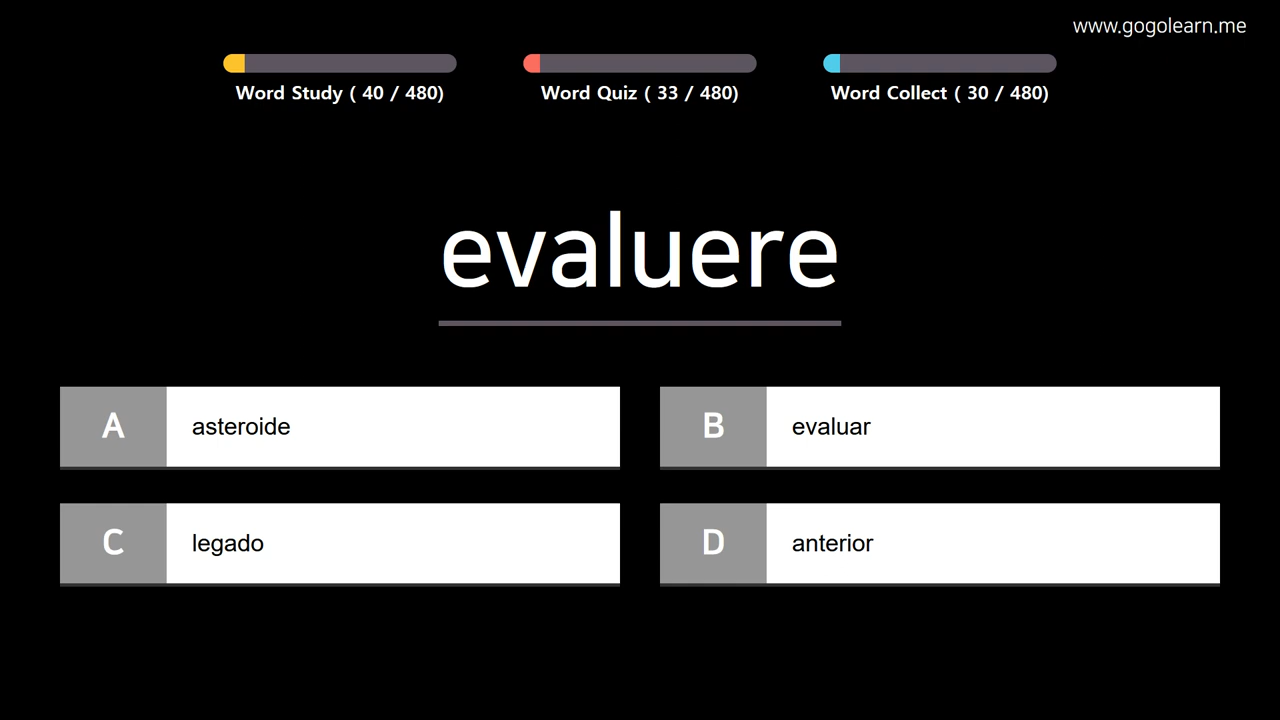 www.gogolearn.me
Word Study ( 40 / 480)
Word Quiz ( 33 / 480)
Word Collect ( 30 / 480)
evaluere
A asteroide
B evaluar
C legado
D anterior